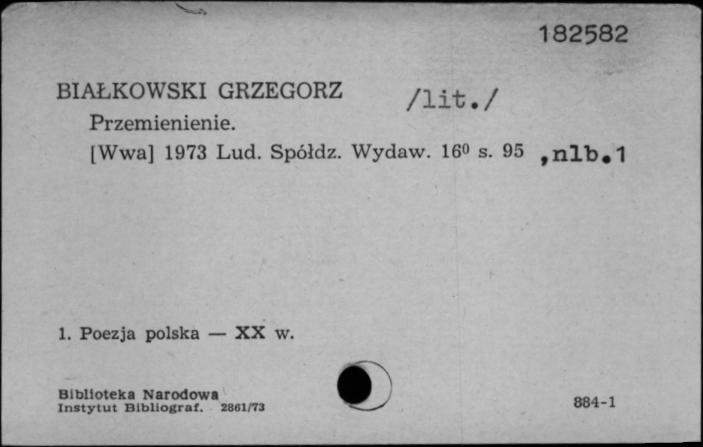 182582
BIAŁKOWSKI GRZEGORZ /lit./
Przemienienie.
[Wwa] 1973 Lud. Spółdz. Wydaw. 16⁰ s. 95 ,nlb.1
1. Poezja polska — XX w.
Biblioteka Narodowa
Instytut Bibliograf. 2861/73
884-1